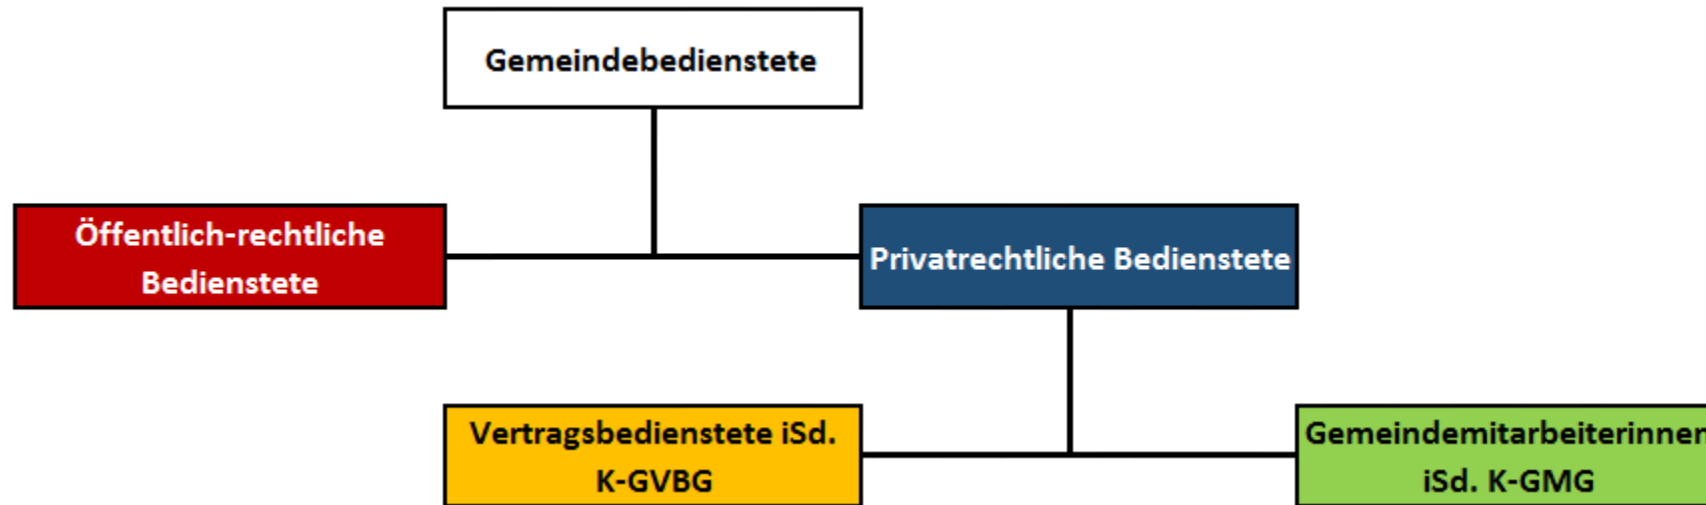 Gemeindebedienstete
Öffentlich-rechtliche
Bedienstete
Privatrechtliche Bedienstete
Vertragsbedienstete iSd.
K-GVBG
Gemeindemitarbeiterinnen
iSd. K-GMG